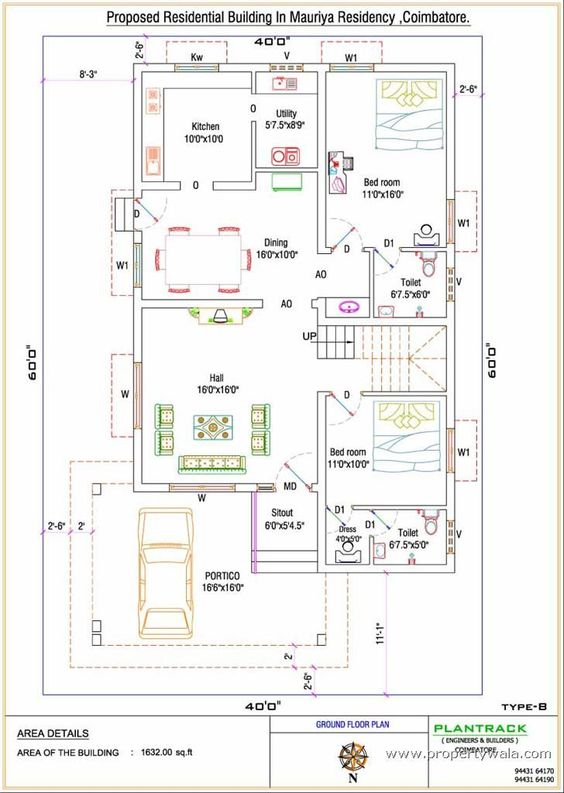 Proposed Residential Building In Mauriya Residency ,Coimbatore.
40'0"
2'-6"
Kw
V
W1
8'-3"
2'-6"
O
Utility
5'7.5"x8'9"
Kitchen
10'0"x10'0
Bed room
11'0"x16'0"
O
D
W1
Dining
16'0"x10'0"
D
D1
W1
AO
Toilet
6'7.5"x6'0"
V
AO
UP
60'0"
60'0"
Hall
16'0"x16'0"
W
D
Bed room
11'0"x10'0
W1
MD
W
Sitout
6'0"x5'4.5"
D1
D1
Dress
4'0"x5'0"
Toilet
6'7.5"x5'0"
V
2'-6"
2'
PORTICO
16'6"x16'0"
11'-1"
2'
2'-6"
40'0"
TYPE-B
AREA DETAILS
AREA OF THE BUILDING : 1632.00 sq.ft
GROUND FLOOR PLAN
N
PLANTRACK
( ENGINEERS & BUILDERS )
COIMBATORE
www.propertywala.com
94431 64170
94431 64190